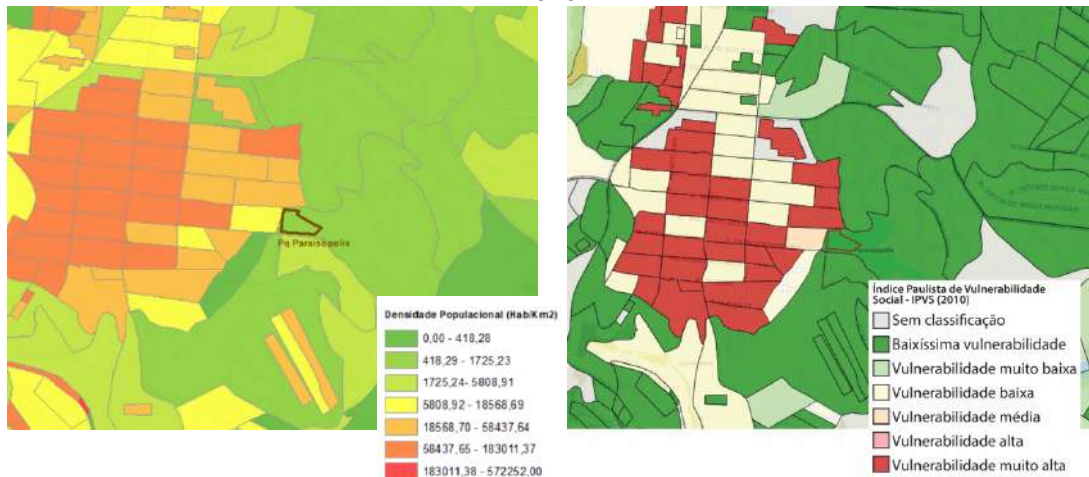 Pq Paraisópolis
Densidade Populacional (Hab/Km2)
0,00 - 418,28
418,29 - 1725,23
1725,24 - 5808,91
5808,92 - 18568,69
18568,70 - 58437,64
58437,65 - 183011,37
183011,38 - 572252,00
Índice Paulista de Vulnerabilidade
Social - IPVS (2010)
Sem classificação
Baixíssima vulnerabilidade
Vulnerabilidade muito baixa
Vulnerabilidade baixa
Vulnerabilidade média
Vulnerabilidade alta
Vulnerabilidade muito alta